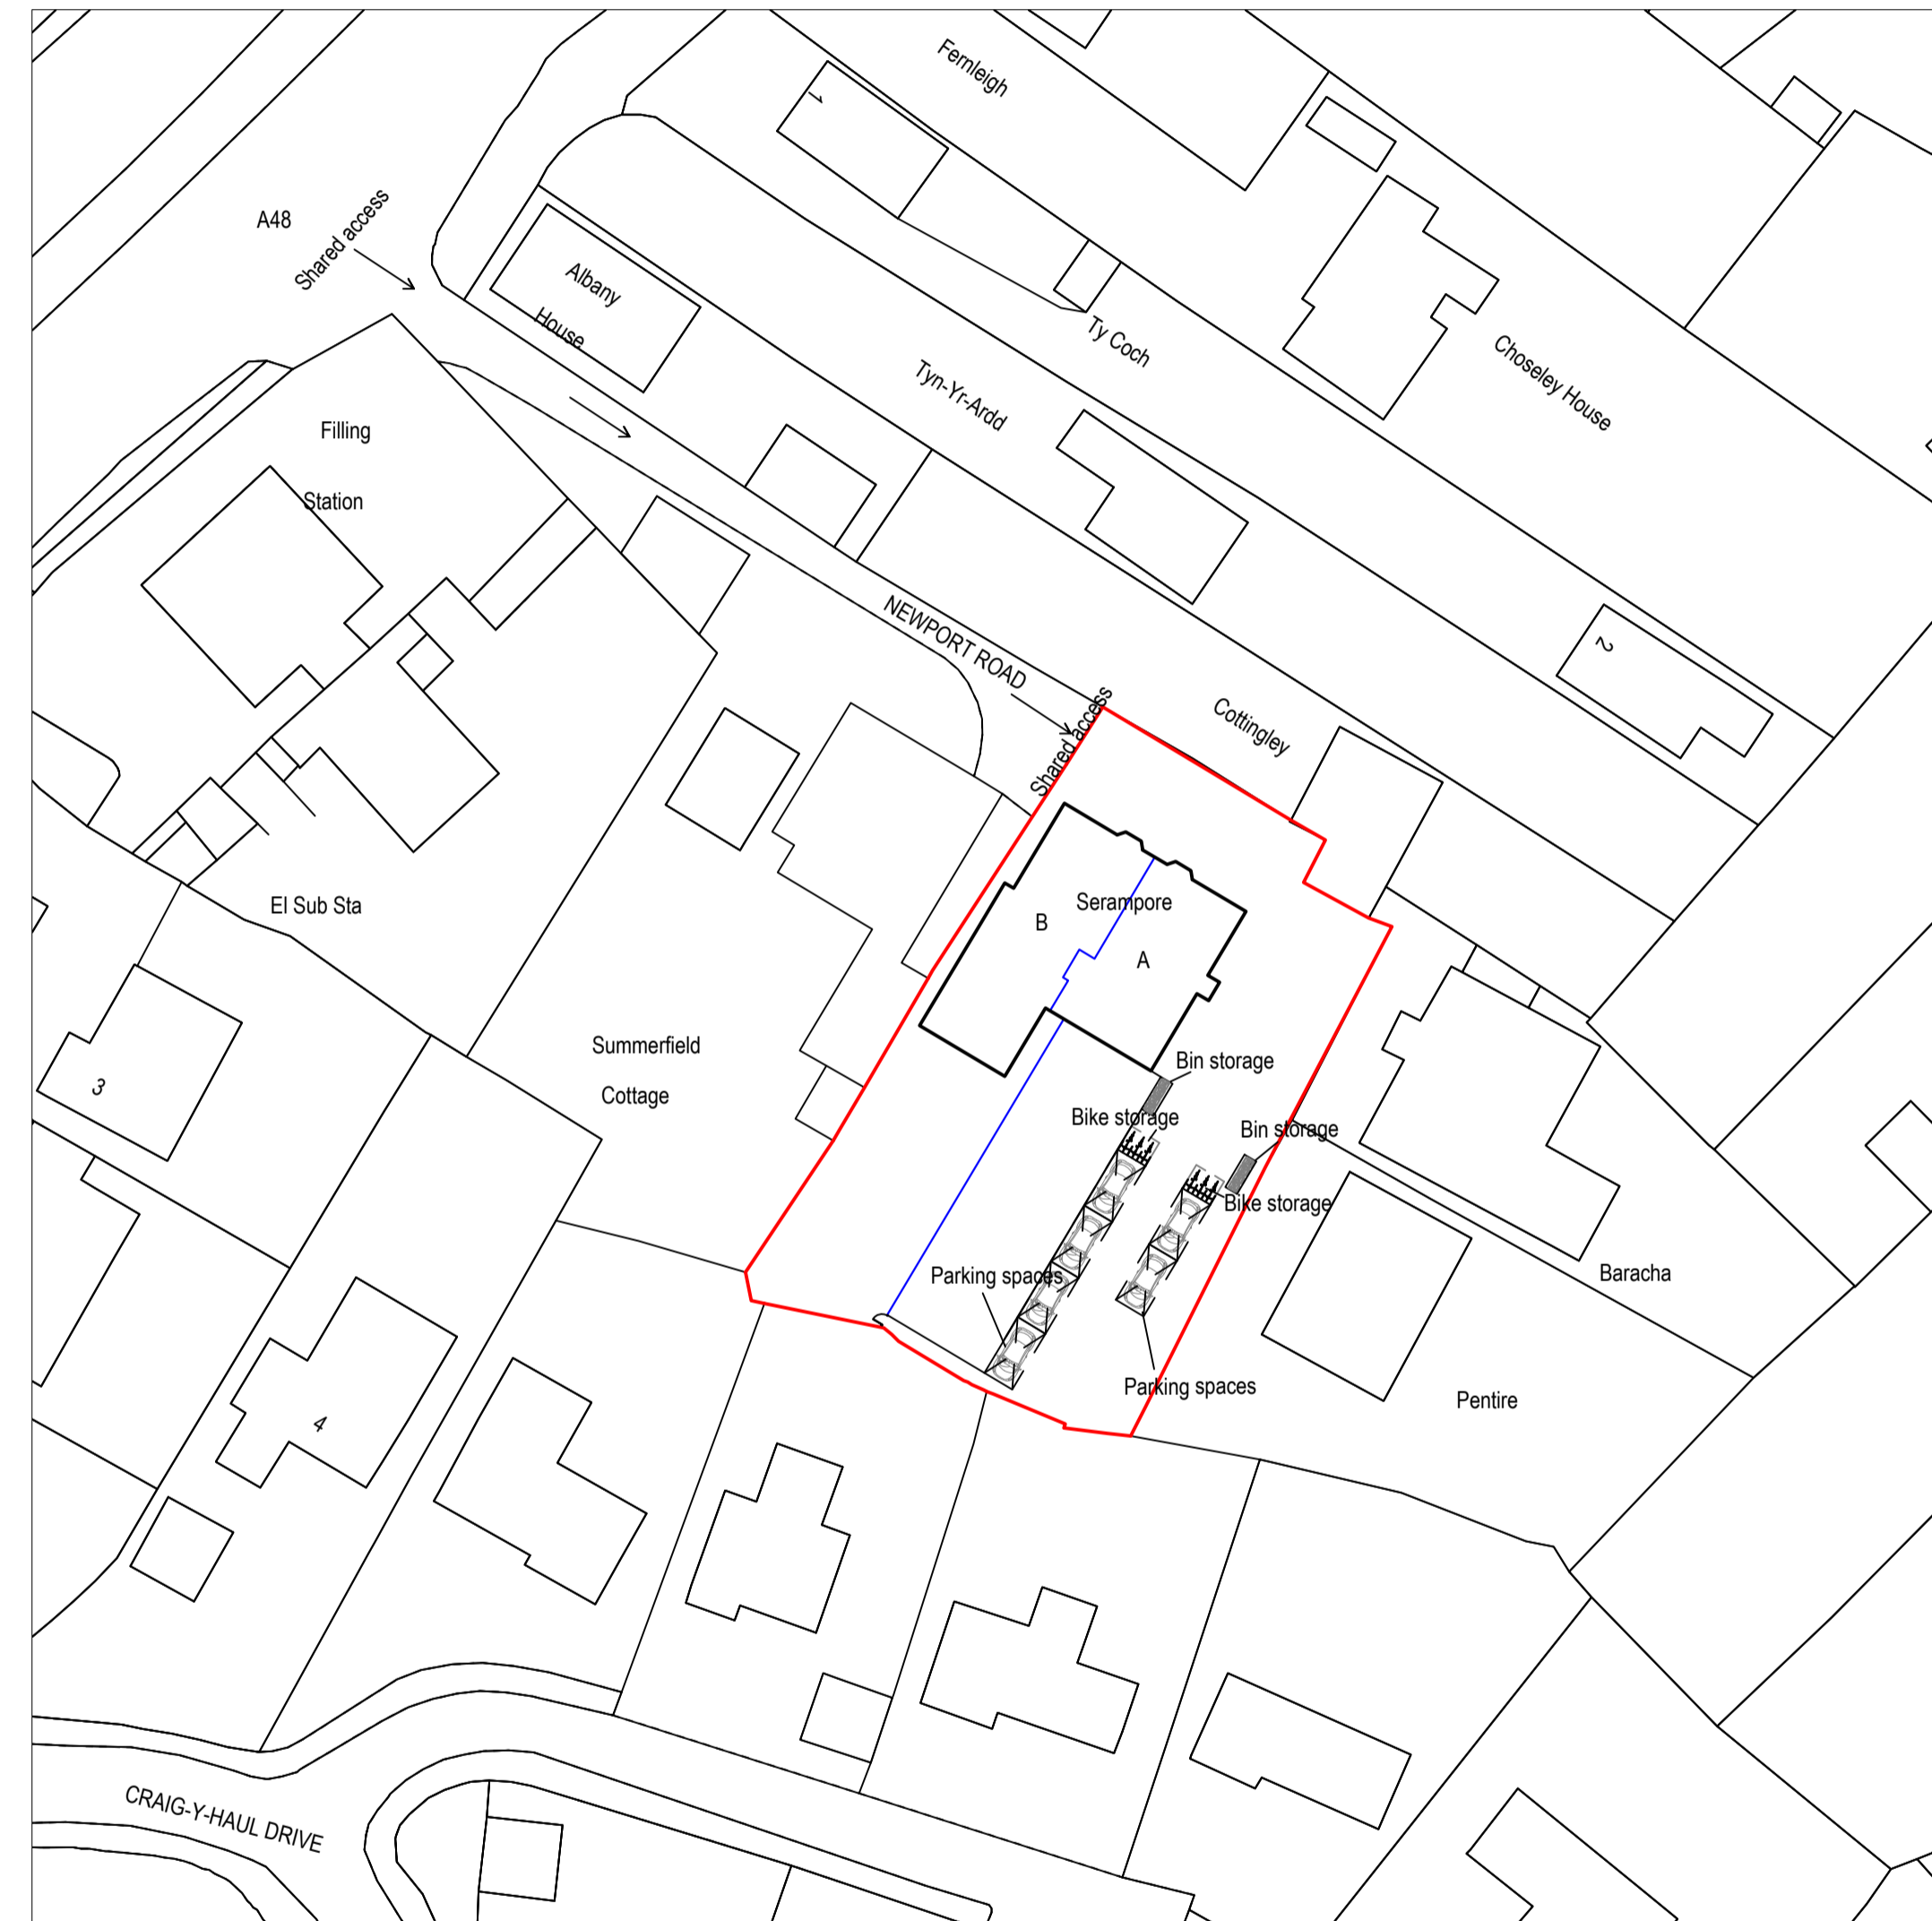 Fernleigh
1
A48
Shared access
Albany
House
Ty Coch
Choseley House
Tyn-Yr-Ardd
Filling
Station
NEWPORT ROAD
2
Shared access
Cottingley
El Sub Sta
Serampore
B
A
Summerfield
Cottage
3
Bin storage
Bike storage
Bin storage
Bike storage
Parking spaces
Baracha
Parking spaces
Pentire
4
CRAIG-Y-HAUL DRIVE